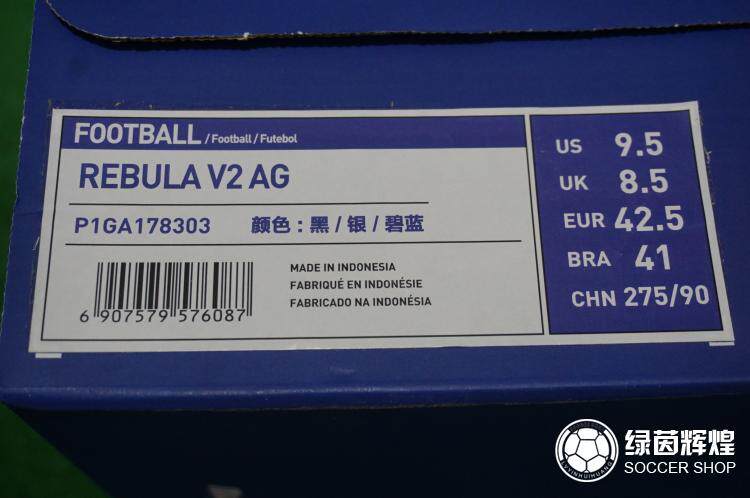 FOOTBALL / Football / Futebol
REBULA V2 AG
P1GA178303 颜色：黑 / 银 / 碧蓝
MADE IN INDONESIA
FABRIQUÉ EN INDONÉSIE
FABRICADO NA INDONÉSIA
6 907579 576087
US 9.5
UK 8.5
EUR 42.5
BRA 41
CHN 275/90
绿茵辉煌
SOCCER SHOP